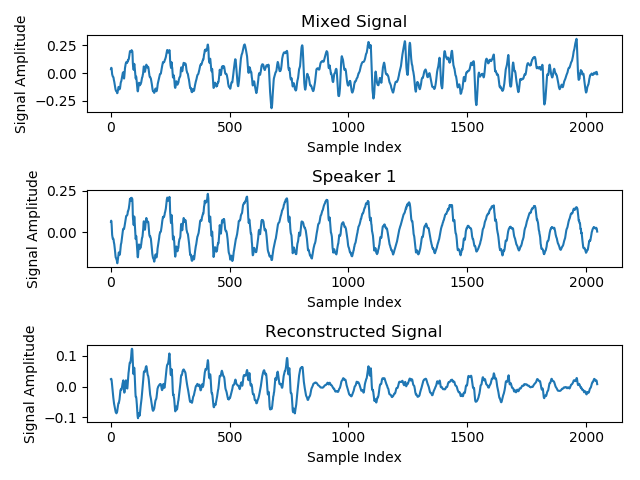 Mixed Signal
Signal Amplitude
0.25
0.00
−0.25
0 500 1000 1500 2000
Sample Index
Speaker 1
Signal Amplitude
0.25
0.00
0 500 1000 1500 2000
Sample Index
Reconstructed Signal
Signal Amplitude
0.1
0.0
−0.1
0 500 1000 1500 2000
Sample Index